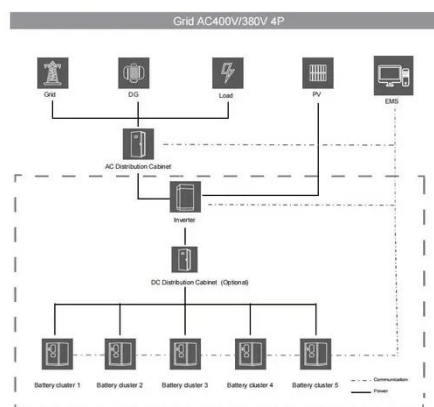 Grid AC400V/380V 4P
Grid
DG
Load
PV
EMS
AC Distribution Cabinet
Inverter
DC Distribution Cabinet (Optional)
Battery cluster 1
Battery cluster 2
Battery cluster 3
Battery cluster 4
Battery cluster 5
Communication
Power